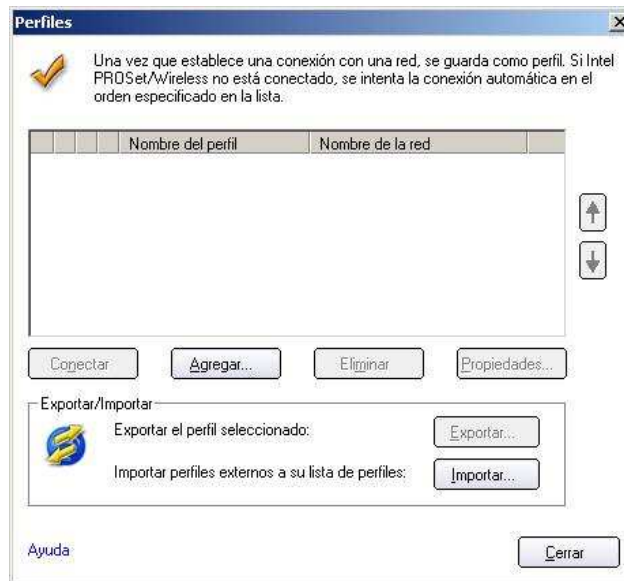 Perfiles
Una vez que establece una conexión con una red, se guarda como perfil. Si Intel
PROSet/Wireless no está conectado, se intenta la conexión automática en el
orden especificado en la lista.
Nombre del perfil Nombre de la red
Conectar Agregar... Eliminar Propiedades...
Exportar/Importar
Exportar el perfil seleccionado: Exportar...
Importar perfiles externos a su lista de perfiles: Importar...
Ayuda Cerrar